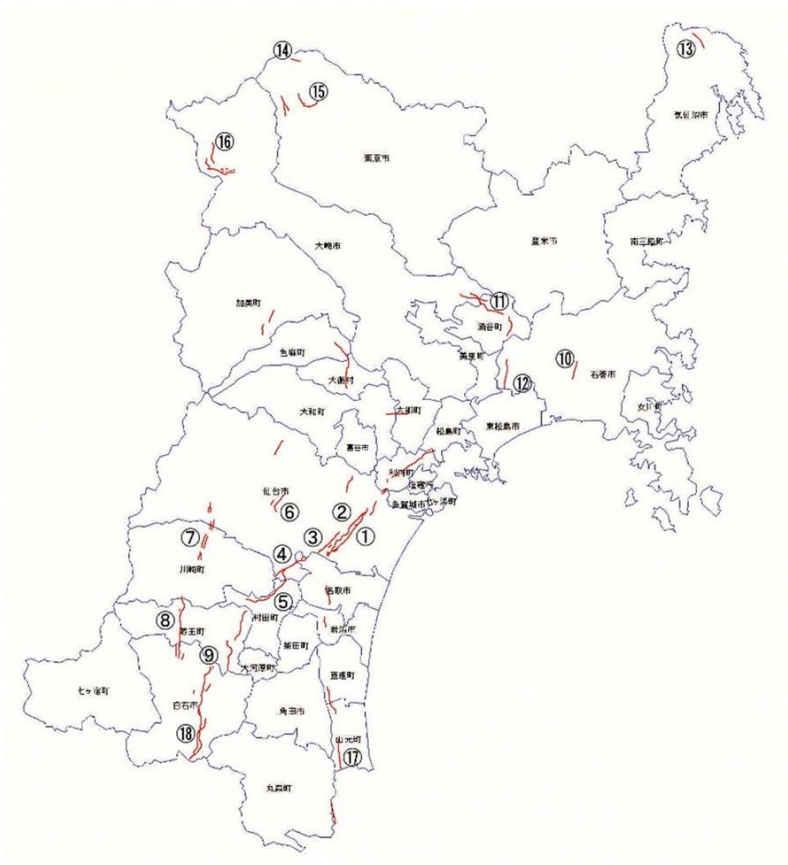 ⑭
⑬
⑮
気仙沼市
⑯
栗原市
大崎市
登米市
南三陸町
加美町
⑪
涌谷町
色麻町
美里町
⑩
石巻市
大衡村
⑫
女川町
大和町
大郷町
東松島市
松島町
富谷市
利府町
塩竈市
仙台市
多賀城市
七ヶ浜町
⑥
②
⑦
③
①
④
川崎町
⑤
名取市
⑧
村田町
蔵王町
岩沼市
柴田町
⑨
大河原町
亘理町
七ヶ宿町
白石市
角田市
⑱
山元町
⑰
丸森町